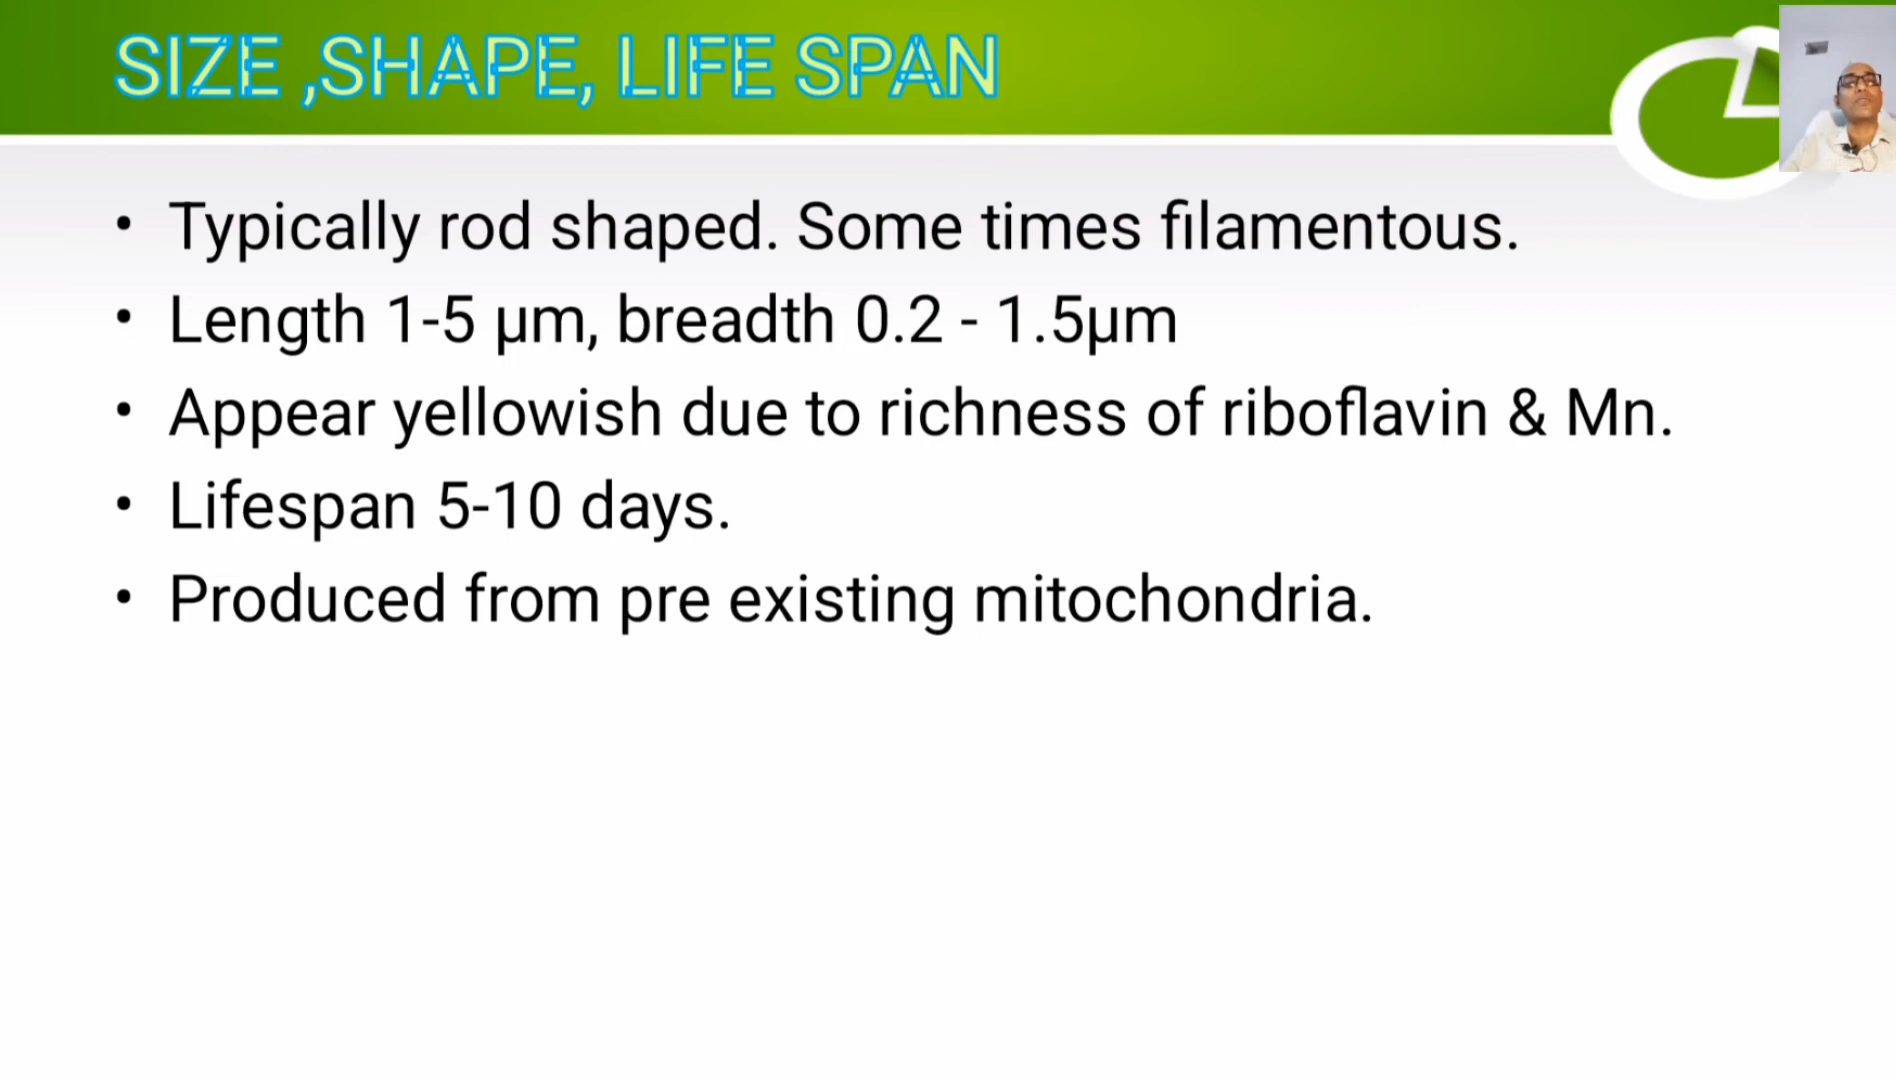 SIZE ,SHAPE, LIFE SPAN
• Typically rod shaped. Some times filamentous.
• Length 1-5 µm, breadth 0.2 - 1.5µm
• Appear yellowish due to richness of riboflavin & Mn.
• Lifespan 5-10 days.
• Produced from pre existing mitochondria.